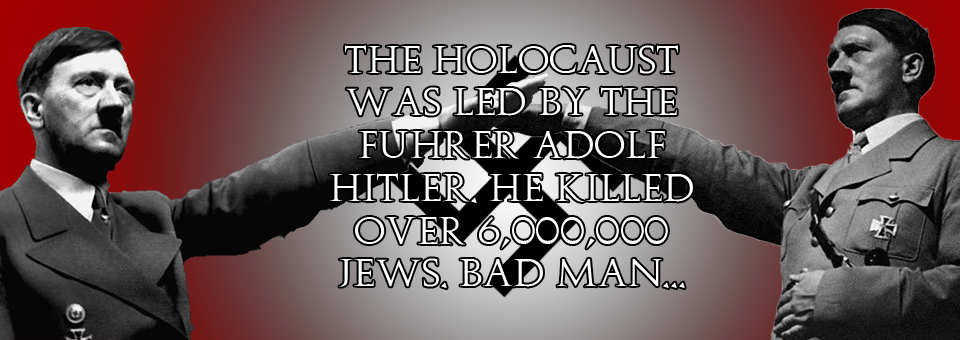 THE HOLOCAUST
WAS LED BY THE
FUHRER ADOLF
HITLER. HE KILLED
OVER 6,000,000
JEWS. BAD MAN...